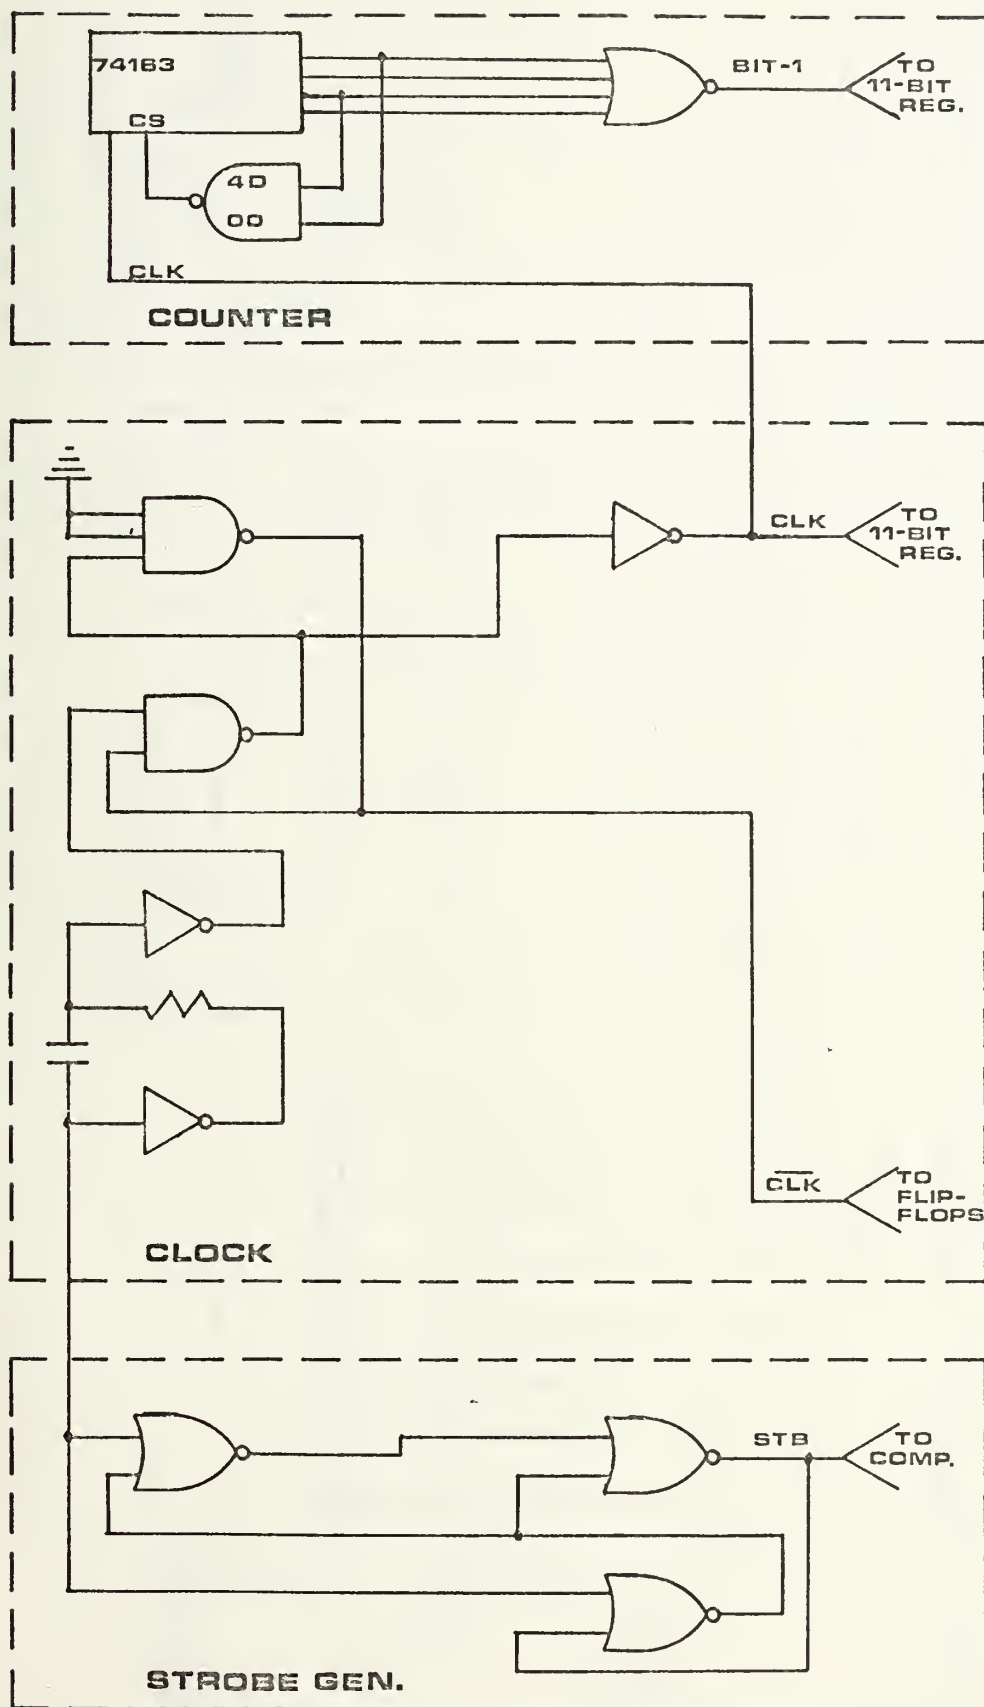 74163
BIT-1
TO
11-BIT
REG.
CS
4D
00
CLK
COUNTER
CLK
TO
11-BIT
REG.
CLK
TO
FLIP-
FLOPS
CLOCK
STB
TO
COMP.
STROBE GEN.